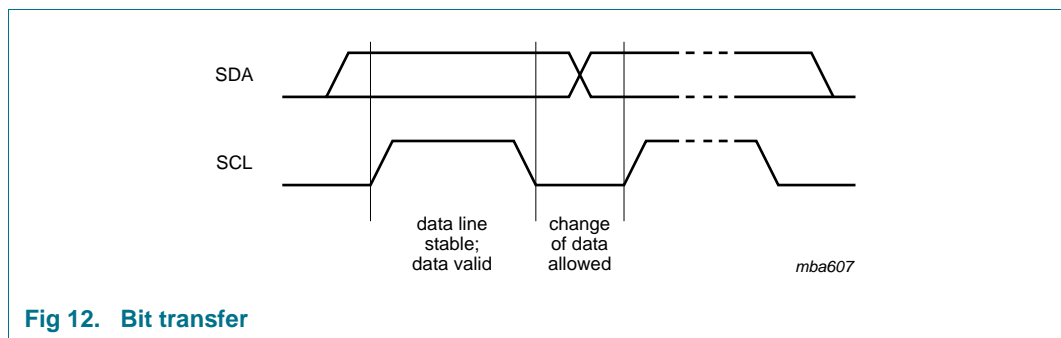 SDA
SCL
data line
stable;
data valid
change
of data
allowed
mba607
Fig 12. Bit transfer